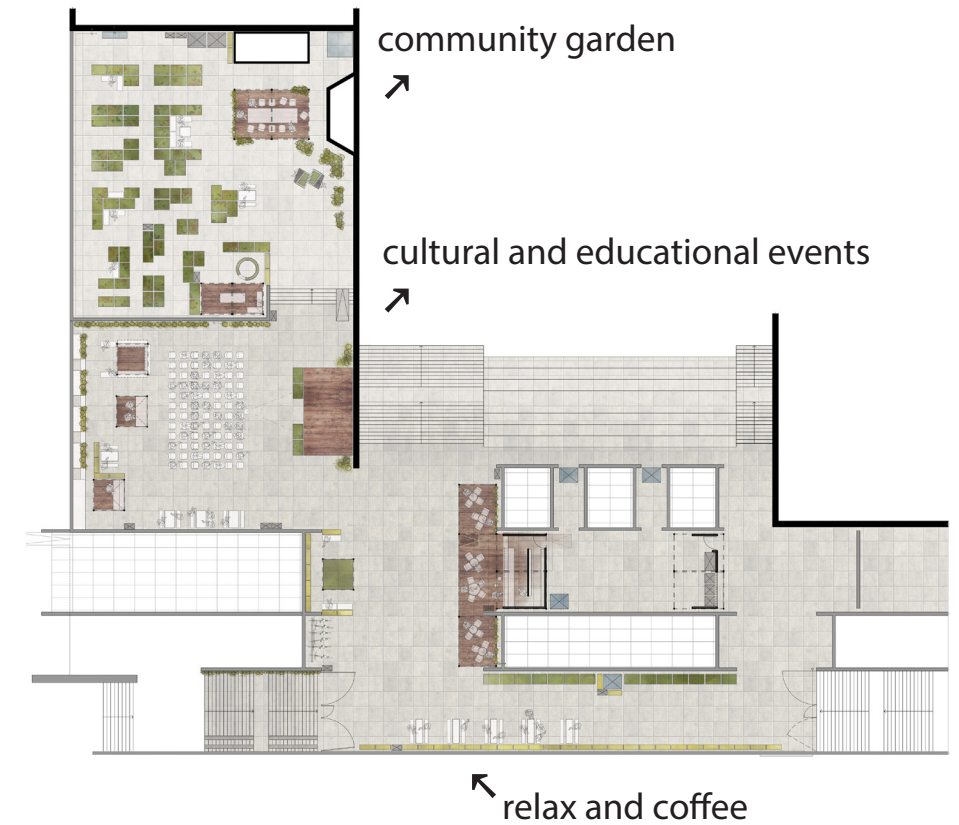 community garden
cultural and educational events
relax and coffee